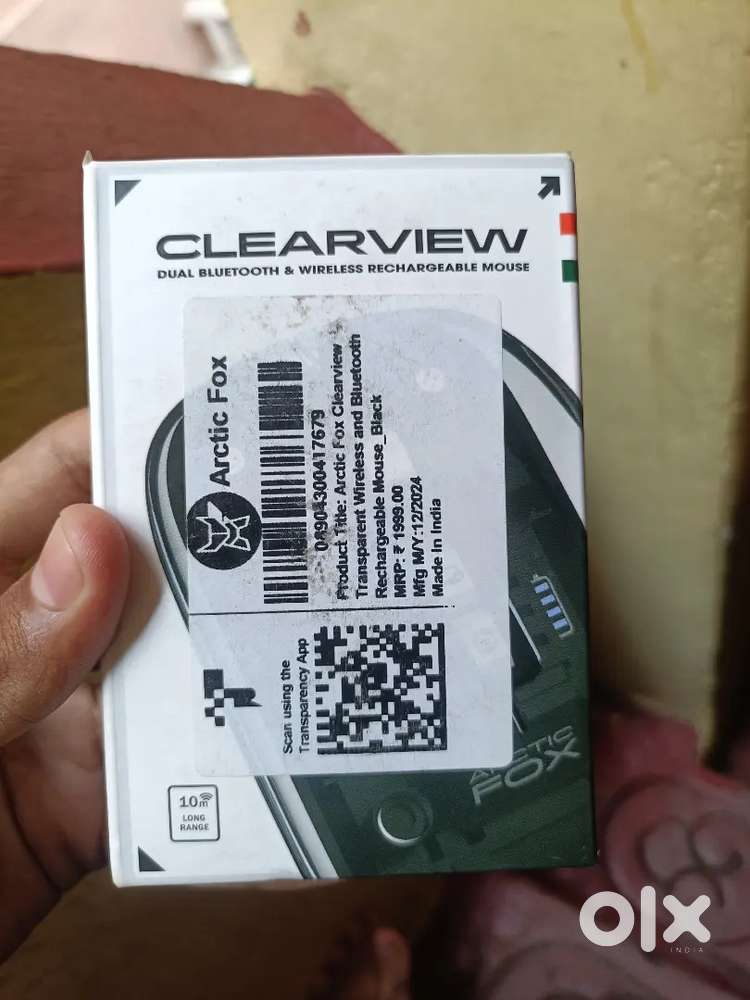 CLEARVIEW
DUAL BLUETOOTH & WIRELESS RECHARGEABLE MOUSE
Arctic Fox
08904300417679
Product Title: Arctic Fox Clearview
Transparent Wireless and Bluetooth
Rechargeable Mouse_Black
MRP: ₹ 1999.00
Mfg M/Y:12/2024
Made In India
Scan using the
Transparency App
ARCTIC
FOX
10m
LONG
RANGE
olx
INDIA